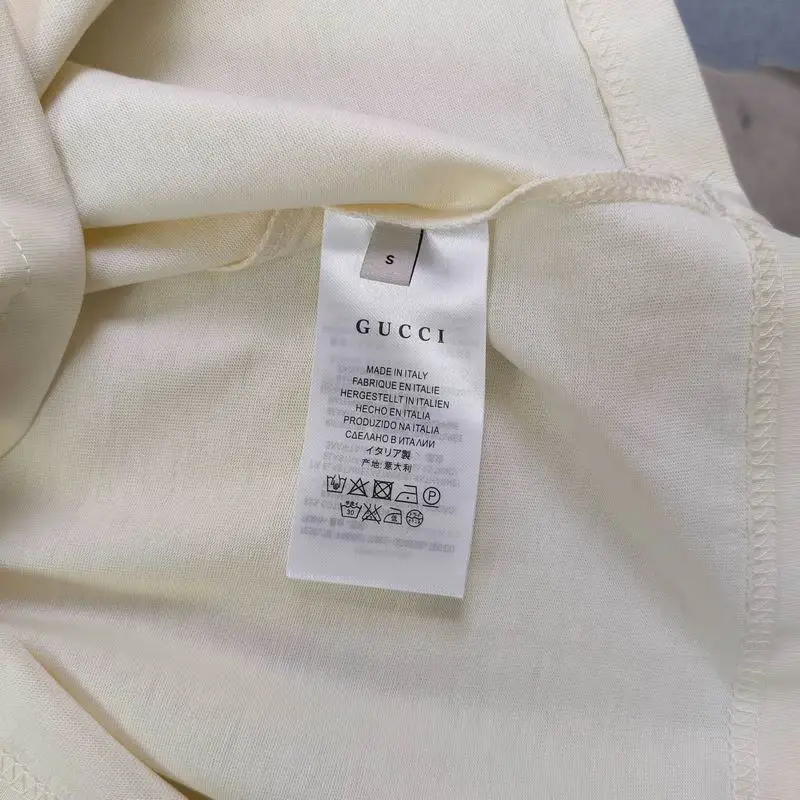 S
GUCCI
MADE IN ITALY
FABRIQUE EN ITALIE
HERGESTELLT IN ITALIEN
HECHO EN ITALIA
PRODUZIDO NA ITALIA
СДЕЛАНО В ИТАЛИИ
イタリア製
产地: 意大利
P
30